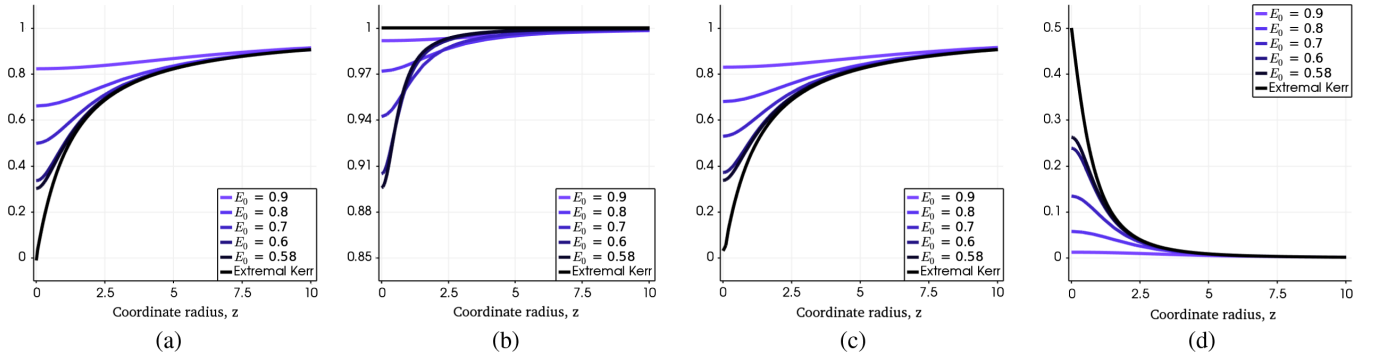 1
0.8
0.6
0.4
0.2
0
0
2.5
5
7.5
10
E₀ = 0.9
E₀ = 0.8
E₀ = 0.7
E₀ = 0.6
E₀ = 0.58
Extremal Kerr
Coordinate radius, z
(a)
1
0.97
0.94
0.91
0.88
0.85
0
2.5
5
7.5
10
E₀ = 0.9
E₀ = 0.8
E₀ = 0.7
E₀ = 0.6
E₀ = 0.58
Extremal Kerr
Coordinate radius, z
(b)
1
0.8
0.6
0.4
0.2
0
0
2.5
5
7.5
10
E₀ = 0.9
E₀ = 0.8
E₀ = 0.7
E₀ = 0.6
E₀ = 0.58
Extremal Kerr
Coordinate radius, z
(c)
0.5
0.4
0.3
0.2
0.1
0
0
2.5
5
7.5
10
E₀ = 0.9
E₀ = 0.8
E₀ = 0.7
E₀ = 0.6
E₀ = 0.58
Extremal Kerr
Coordinate radius, z
(d)